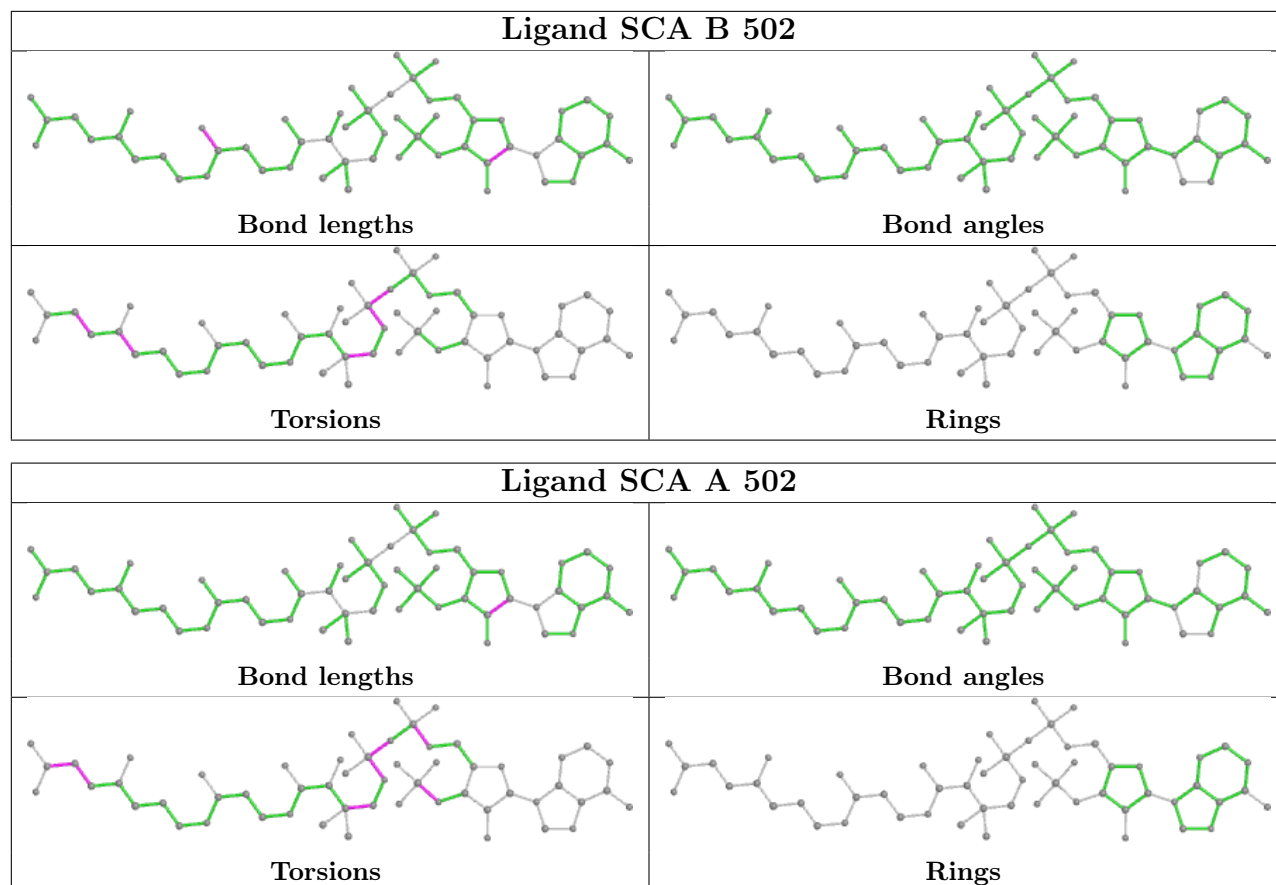 Ligand SCA B 502
Bond lengths
Bond angles
Torsions
Rings
Ligand SCA A 502
Bond lengths
Bond angles
Torsions
Rings